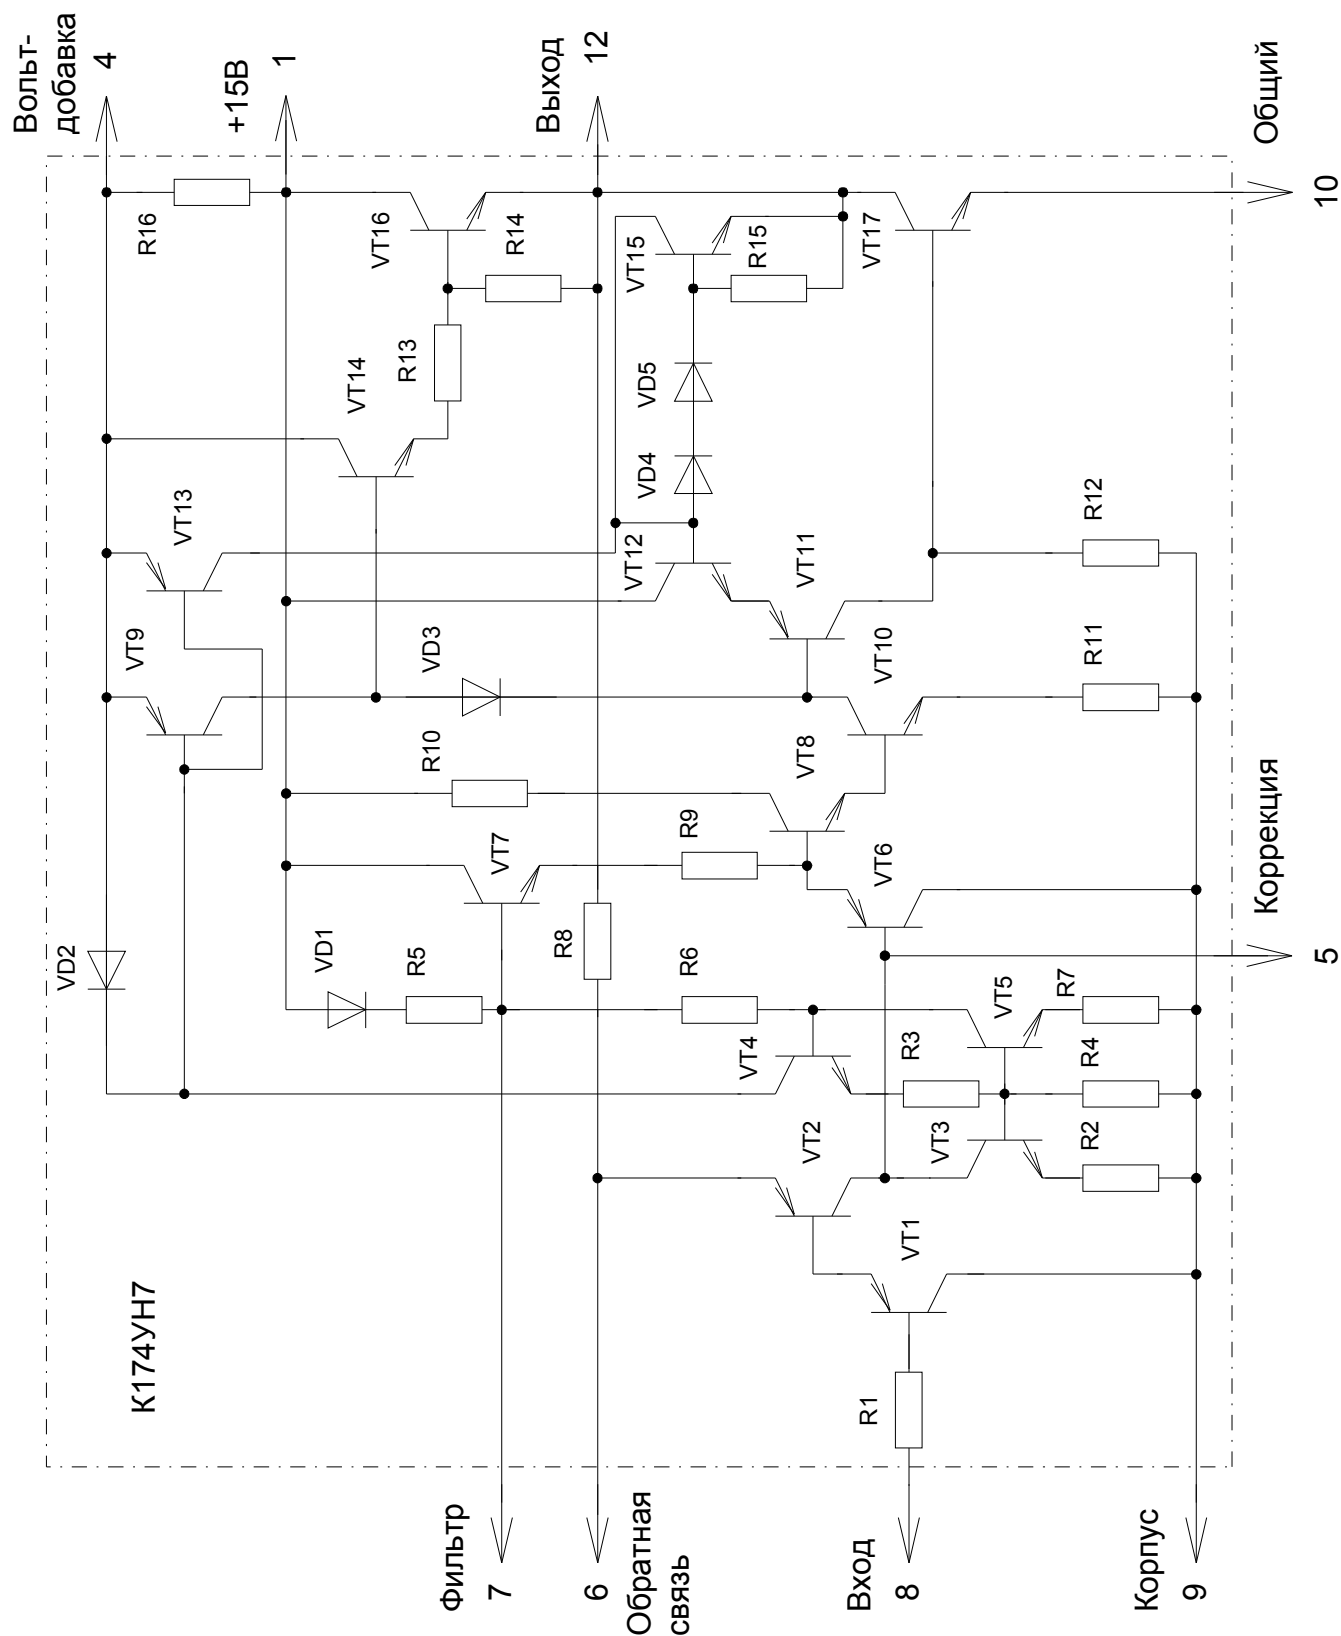 К174УН7
Вольт-
добавка
4
+15В
1
Выход
12
Общий
10
Коррекция
5
Фильтр
7
6
Обратная
связь
Вход
8
Корпус
9
R16
VT16
R14
VT15
R15
VT17
VT14
R13
VD5
VD4
VT13
VT12
VT11
R12
VT9
VD3
VT10
R11
R10
VT8
VT7
R9
VT6
VD2
VD1
R5
R8
R6
VT5
R7
VT4
R3
R4
VT2
VT3
R2
VT1
R1